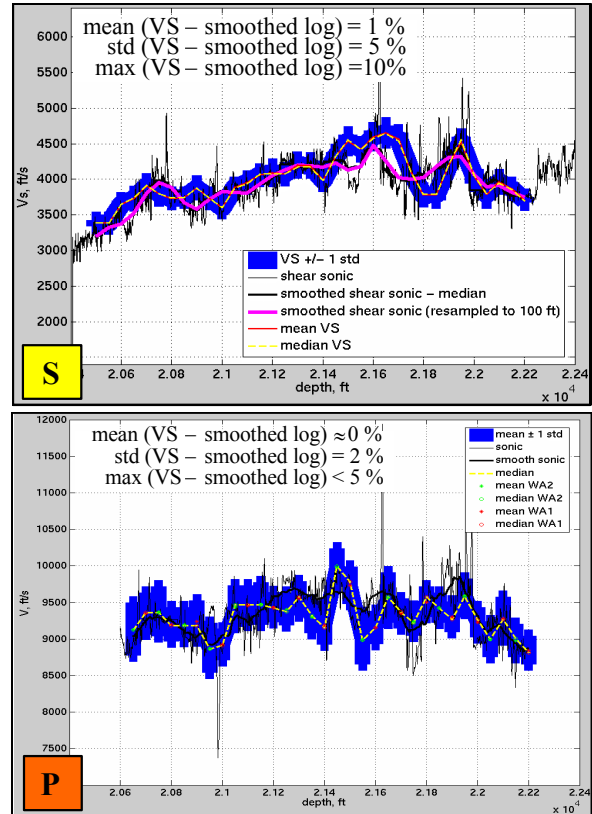 mean (VS – smoothed log) = 1 %
std (VS – smoothed log) = 5 %
max (VS – smoothed log) =10%
6000
5500
5000
4500
4000
3500
3000
2500
2000
Vs, ft/s
VS +/− 1 std
shear sonic
smoothed shear sonic − median
smoothed shear sonic (resampled to 100 ft)
mean VS
median VS
S
2.06 2.08 2.1 2.12 2.14 2.16 2.18 2.2 2.22 2.24
depth, ft
x 10⁴
mean (VS – smoothed log) ≈0 %
std (VS – smoothed log) = 2 %
max (VS – smoothed log) < 5 %
12000
11500
11000
10500
10000
9500
9000
8500
8000
7500
V, ft/s
mean ± 1 std
sonic
smooth sonic
median
mean WA2
median WA2
mean WA1
median WA1
P
2.06 2.08 2.1 2.12 2.14 2.16 2.18 2.2 2.22 2.24
depth, ft
x 10⁴